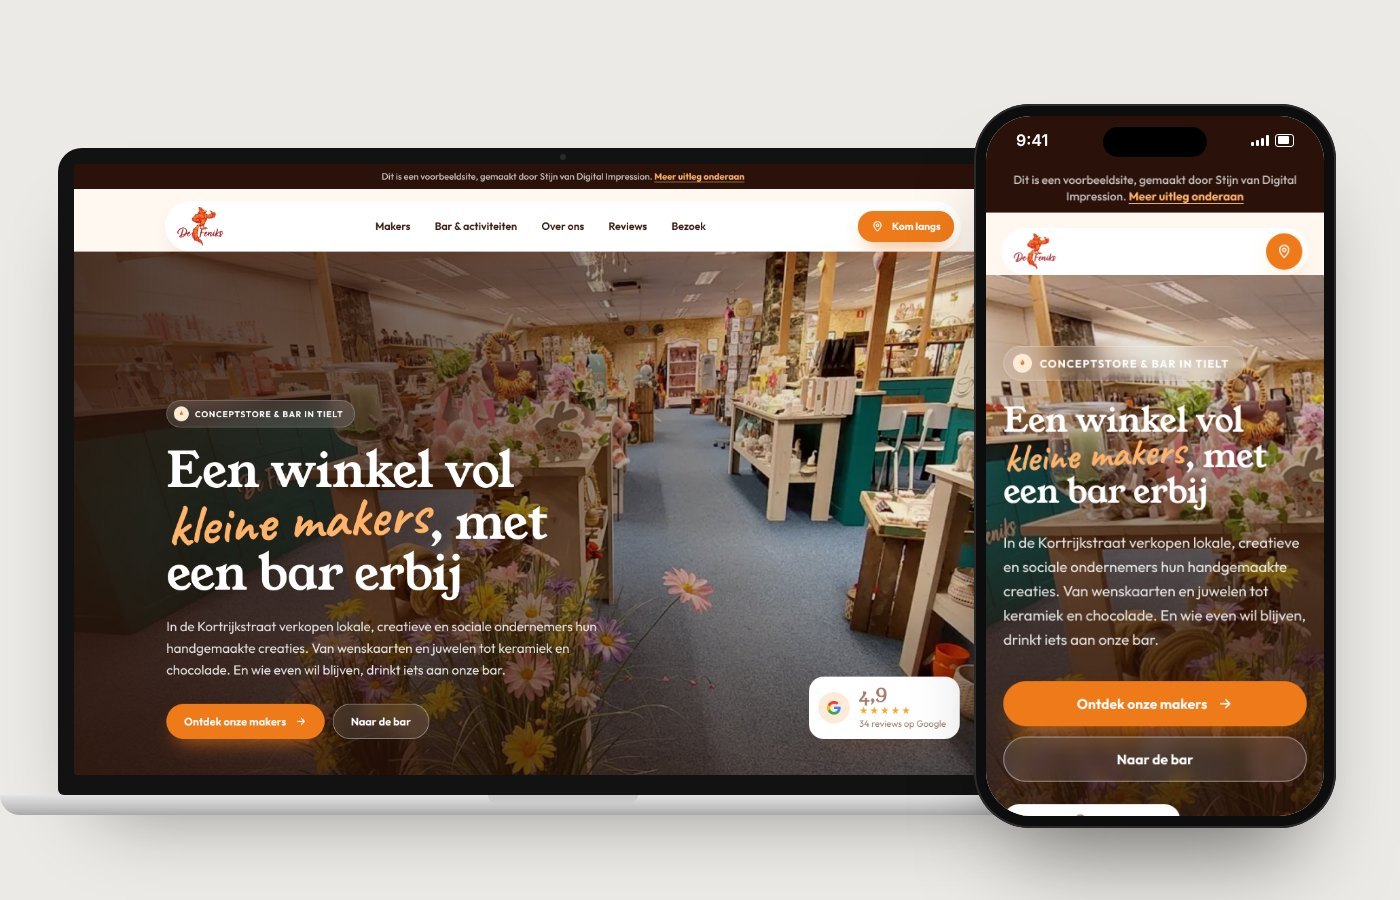 Dit is een voorbeeldsite, gemaakt door Stijn van Digital Impression. Meer uitleg onderaan
De Feniks
Makers
Bar & activiteiten
Over ons
Reviews
Bezoek
Kom langs
CONCEPTSTORE & BAR IN TIELT
Een winkel vol
kleine makers, met
een bar erbij
In de Kortrijkstraat verkopen lokale, creatieve en sociale ondernemers hun
handgemaakte creaties. Van wenskaarten en juwelen tot keramiek en
chocolade. En wie even wil blijven, drinkt iets aan onze bar.
Ontdek onze makers →
Naar de bar
G
4,9
★★★★★
34 reviews op Google
9:41
Dit is een voorbeeldsite, gemaakt door Stijn van Digital
Impression. Meer uitleg onderaan
De Feniks
CONCEPTSTORE & BAR IN TIELT
Een winkel vol
kleine makers, met
een bar erbij
In de Kortrijkstraat verkopen lokale, creatieve
en sociale ondernemers hun handgemaakte
creaties. Van wenskaarten en juwelen tot
keramiek en chocolade. En wie even wil blijven,
drinkt iets aan onze bar.
Ontdek onze makers →
Naar de bar